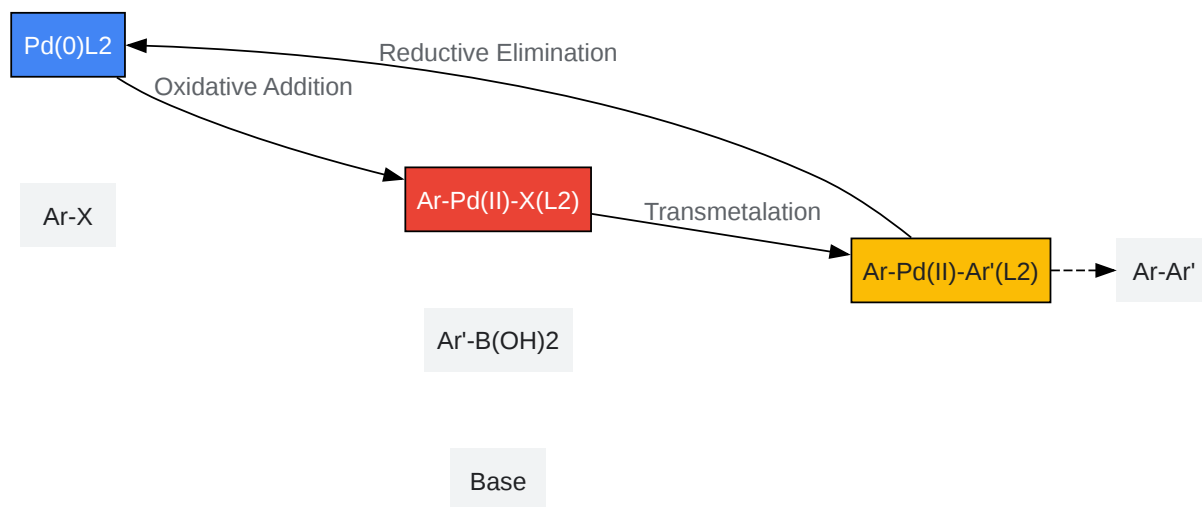 Pd(0)L2
Reductive Elimination
Oxidative Addition
Ar-X
Ar-Pd(II)-X(L2)
Transmetalation
Ar-Pd(II)-Ar'(L2)
Ar-Ar'
Ar'-B(OH)2
Base